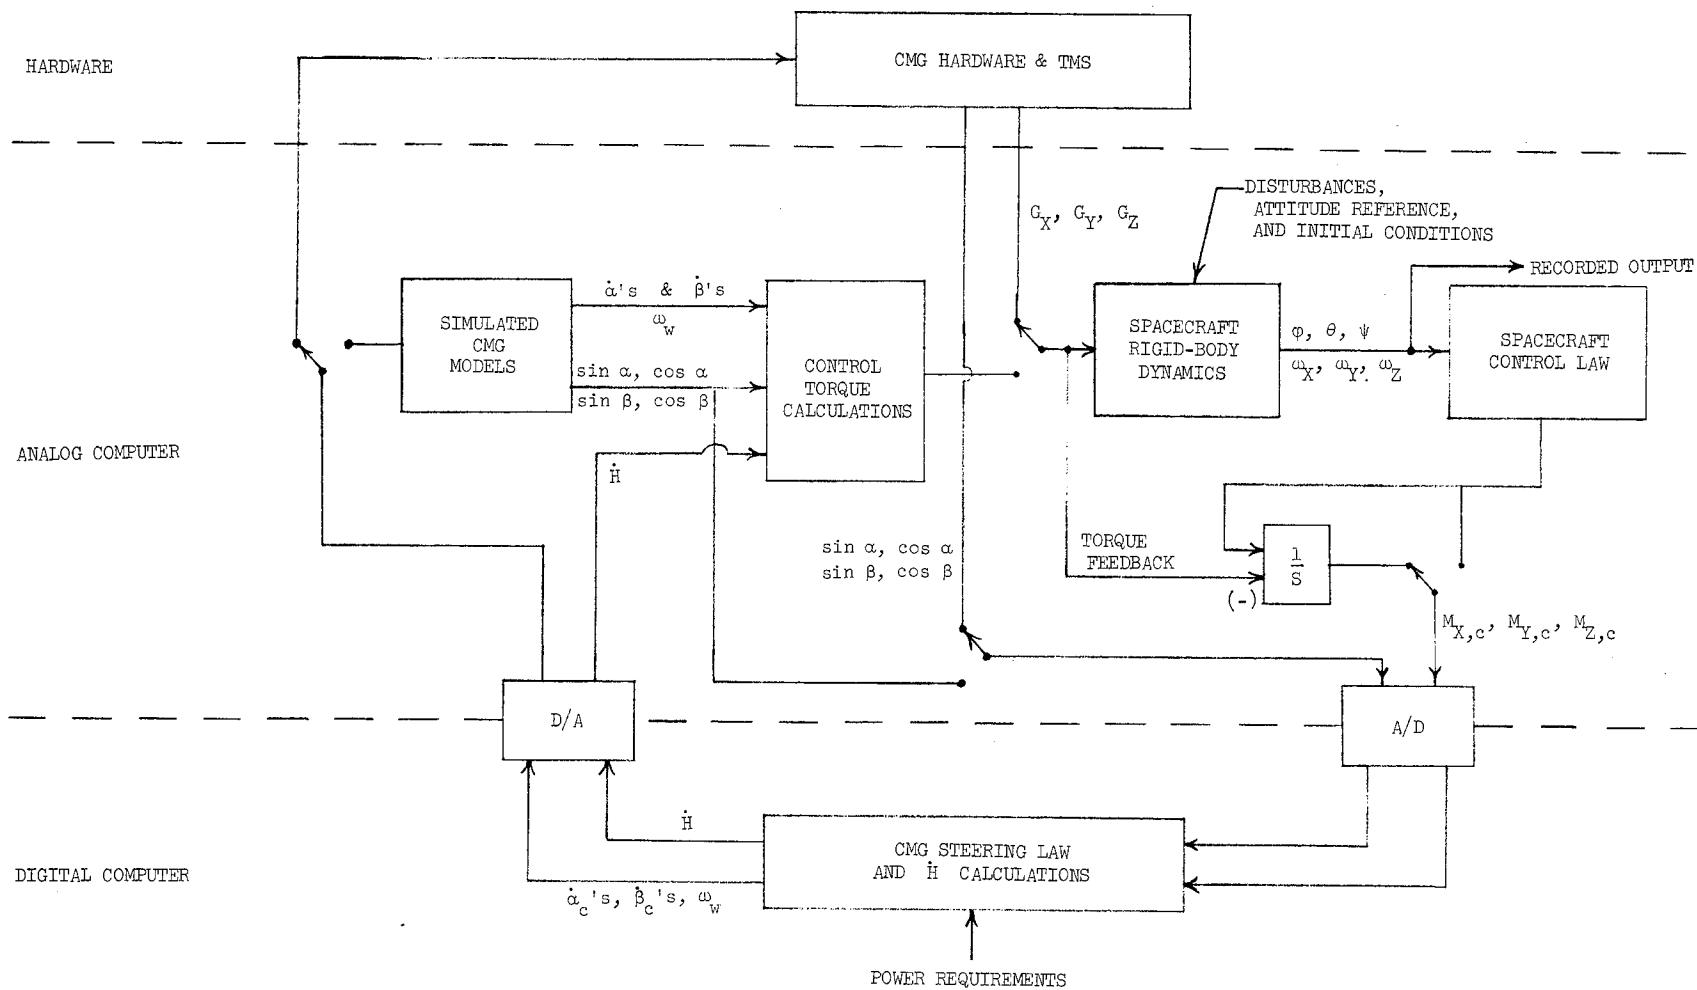 HARDWARE
CMG HARDWARE & TMS
G_X, G_Y, G_Z
DISTURBANCES,
ATTITUDE REFERENCE,
AND INITIAL CONDITIONS
RECORDED OUTPUT
SIMULATED
CMG
MODELS
α̇'s & β̇'s
ω_w
sin α, cos α
sin β, cos β
CONTROL
TORQUE
CALCULATIONS
SPACECRAFT
RIGID-BODY
DYNAMICS
φ, θ, ψ
ω_X, ω_Y, ω_Z
SPACECRAFT
CONTROL LAW
ANALOG COMPUTER
Ḣ
sin α, cos α
sin β, cos β
TORQUE
FEEDBACK
(-)
1
S
M_X,c, M_Y,c, M_Z,c
D/A
A/D
DIGITAL COMPUTER
Ḣ
α̇_c's, β̇_c's, ω_w
CMG STEERING LAW
AND Ḣ CALCULATIONS
POWER REQUIREMENTS